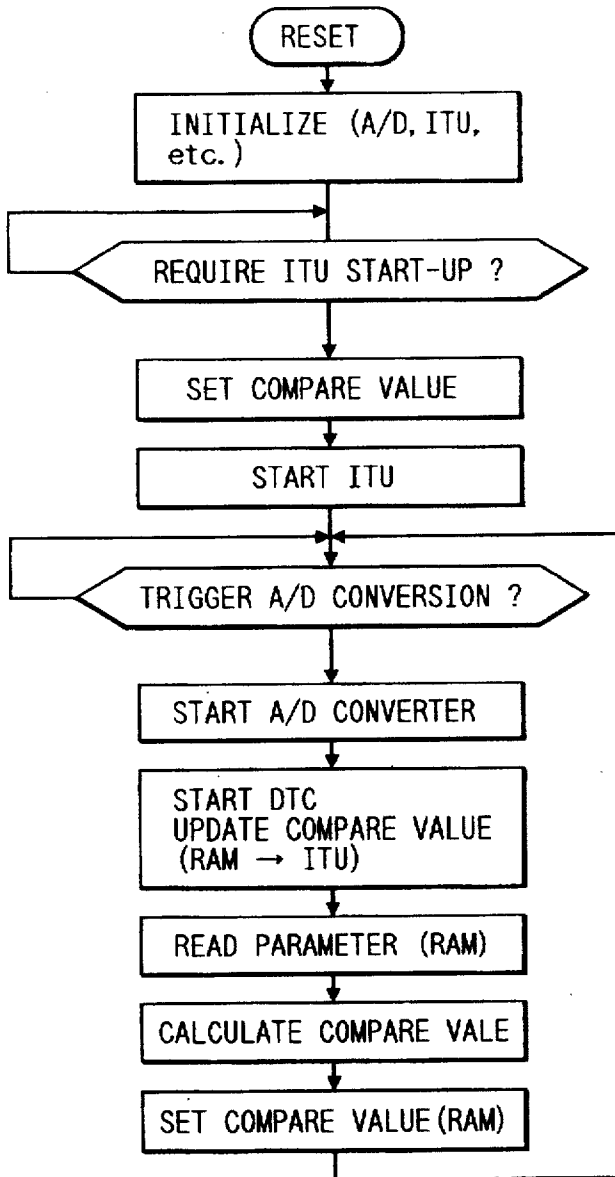 RESET
INITIALIZE (A/D, ITU,
etc.)
REQUIRE ITU START-UP ?
SET COMPARE VALUE
START ITU
TRIGGER A/D CONVERSION ?
START A/D CONVERTER
START DTC
UPDATE COMPARE VALUE
(RAM → ITU)
READ PARAMETER (RAM)
CALCULATE COMPARE VALE
SET COMPARE VALUE(RAM)